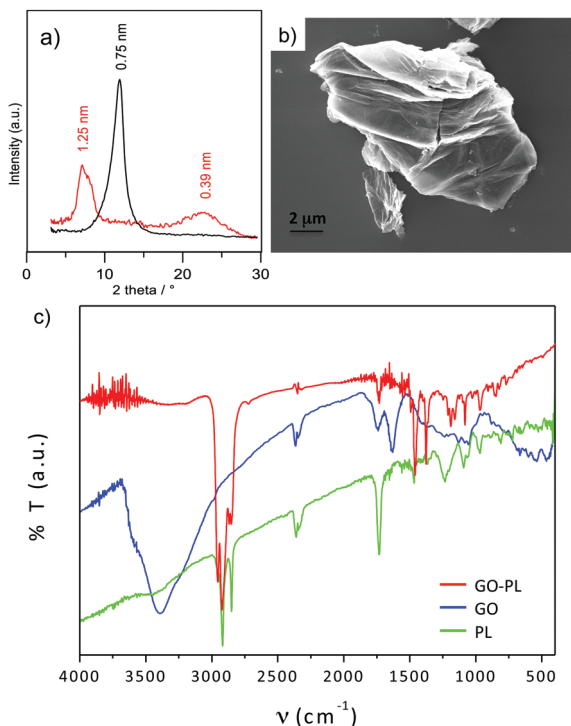 a)
Intensity (a.u.)
1.25 nm
0.75 nm
0.39 nm
0 10 20 30
2 theta / °
b)
2 µm
c)
% T (a.u.)
GO-PL
GO
PL
4000 3500 3000 2500 2000 1500 1000 500
ν (cm⁻¹)